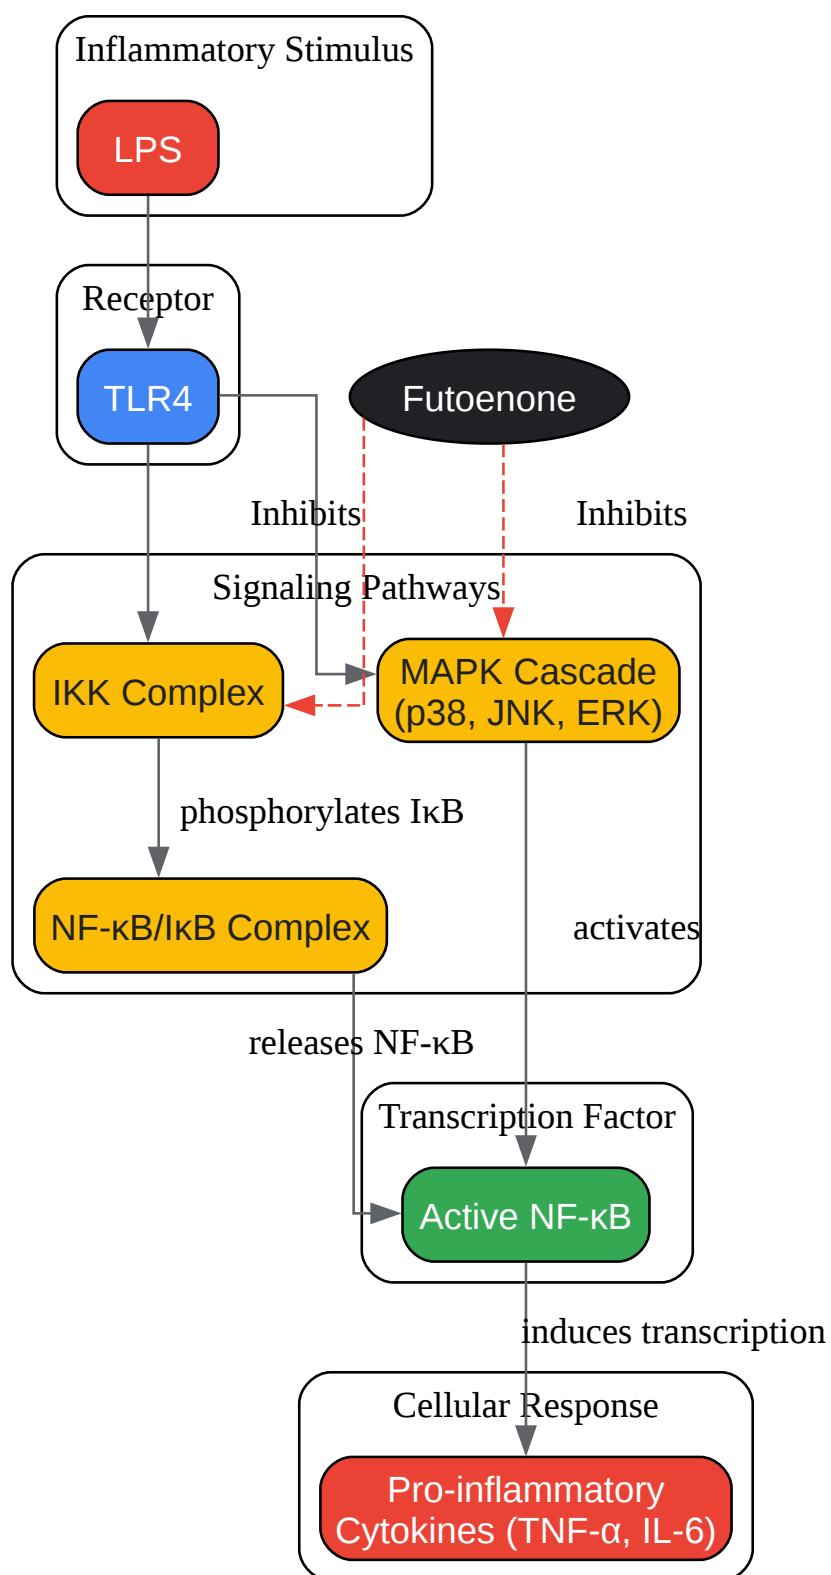 Inflammatory Stimulus
LPS
Receptor
TLR4
Futoenone
Inhibits
Inhibits
Signaling Pathways
IKK Complex
MAPK Cascade
(p38, JNK, ERK)
phosphorylates IκB
NF-κB/IκB Complex
activates
releases NF-κB
Transcription Factor
Active NF-κB
induces transcription
Cellular Response
Pro-inflammatory
Cytokines (TNF-α, IL-6)